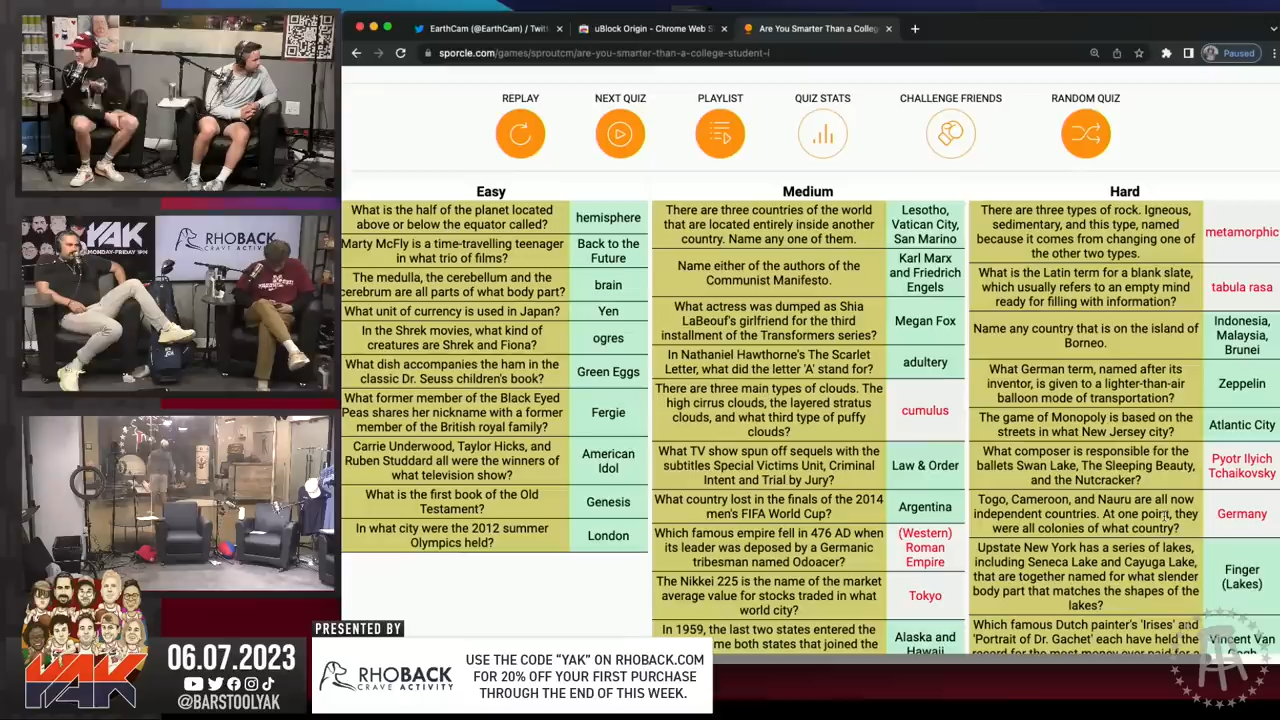 EarthCam (@EarthCam) / Twitt
uBlock Origin - Chrome Web S
Are You Smarter Than a Colleg
sporcle.com/games/sproutcm/are-you-smarter-than-a-college-student-i
Paused
REPLAY
NEXT QUIZ
PLAYLIST
QUIZ STATS
CHALLENGE FRIENDS
RANDOM QUIZ
Easy
What is the half of the planet located
above or below the equator called?
hemisphere
Marty McFly is a time-travelling teenager
in what trio of films?
Back to the
Future
The medulla, the cerebellum and the
cerebrum are all parts of what body part?
brain
What unit of currency is used in Japan?
Yen
In the Shrek movies, what kind of
creatures are Shrek and Fiona?
ogres
What dish accompanies the ham in the
classic Dr. Seuss children's book?
Green Eggs
What former member of the Black Eyed
Peas shares her nickname with a former
member of the British royal family?
Fergie
Carrie Underwood, Taylor Hicks, and
Ruben Studdard all were the winners of
what television show?
American
Idol
What is the first book of the Old
Testament?
Genesis
In what city were the 2012 summer
Olympics held?
London
Medium
There are three countries of the world
that are located entirely inside another
country. Name any one of them.
Lesotho,
Vatican City,
San Marino
Name either of the authors of the
Communist Manifesto.
Karl Marx
and Friedrich
Engels
What actress was dumped as Shia
LaBeouf's girlfriend for the third
installment of the Transformers series?
Megan Fox
In Nathaniel Hawthorne's The Scarlet
Letter, what did the letter 'A' stand for?
adultery
There are three main types of clouds. The
high cirrus clouds, the layered stratus
clouds, and what third type of puffy
clouds?
cumulus
What TV show spun off sequels with the
subtitles Special Victims Unit, Criminal
Intent and Trial by Jury?
Law & Order
What country lost in the finals of the 2014
men's FIFA World Cup?
Argentina
Which famous empire fell in 476 AD when
its leader was deposed by a Germanic
tribesman named Odoacer?
(Western)
Roman
Empire
The Nikkei 225 is the name of the market
average value for stocks traded in what
world city?
Tokyo
In 1959, the last two states entered the
me both states that joined the
Alaska and
Hawaii
Hard
There are three types of rock. Igneous,
sedimentary, and this type, named
because it comes from changing one of
the other two types.
metamorphic
What is the Latin term for a blank slate,
which usually refers to an empty mind
ready for filling with information?
tabula rasa
Name any country that is on the island of
Borneo.
Indonesia,
Malaysia,
Brunei
What German term, named after its
inventor, is given to a lighter-than-air
balloon mode of transportation?
Zeppelin
The game of Monopoly is based on the
streets in what New Jersey city?
Atlantic City
What composer is responsible for the
ballets Swan Lake, The Sleeping Beauty,
and the Nutcracker?
Pyotr Ilyich
Tchaikovsky
Togo, Cameroon, and Nauru are all now
independent countries. At one point, they
were all colonies of what country?
Germany
Upstate New York has a series of lakes,
including Seneca Lake and Cayuga Lake,
that are together named for what slender
body part that matches the shapes of the
lakes?
Finger
(Lakes)
Which famous Dutch painter's 'Irises' and
'Portrait of Dr. Gachet' each have held the
record for the most money ever paid for a
Vincent Van
Gogh
YAK
MONDAY-FRIDAY 1PM
RHOBACK
CRAVE ACTIVITY
YAK
06.07.2023
@BARSTOOLYAK
PRESENTED BY
RHOBACK
CRAVE ACTIVITY
USE THE CODE "YAK" ON RHOBACK.COM
FOR 20% OFF YOUR FIRST PURCHASE
THROUGH THE END OF THIS WEEK.